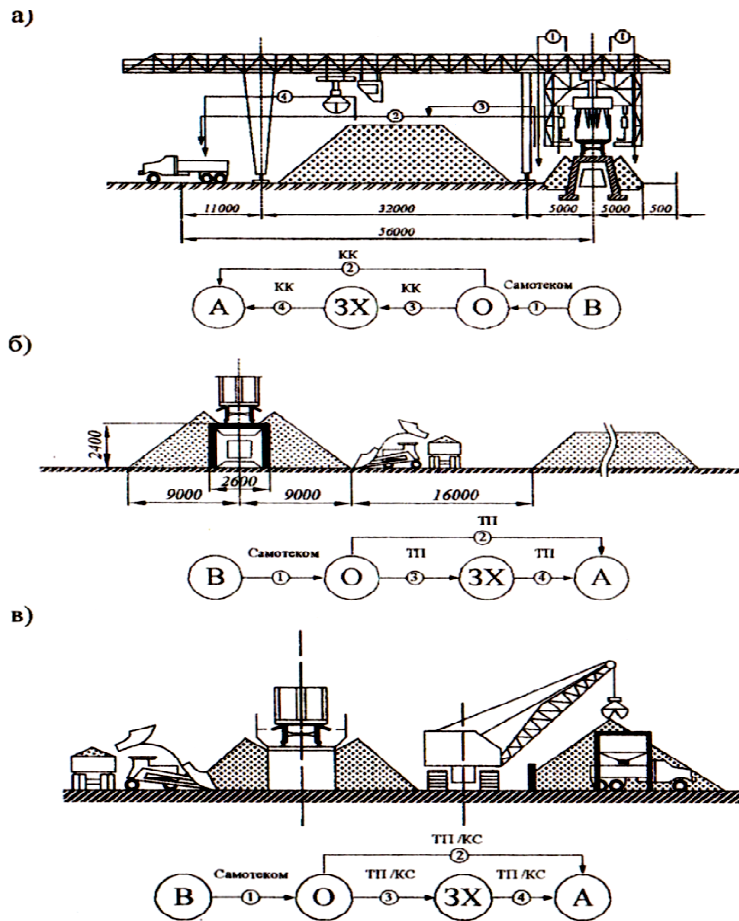 а)
1 1
4
2 3
11000 32000 5000 5000 500
56000
КК
2
КК КК Самотеком
А 4 ЗХ 3 О 1 В
б)
2400
2600
9000 9000 16000
ТП
2
Самотеком ТП ТП
В 1 О 3 ЗХ 4 А
в)
ТП /КС
2
Самотеком ТП /КС ТП /КС
В 1 О 3 ЗХ 4 А